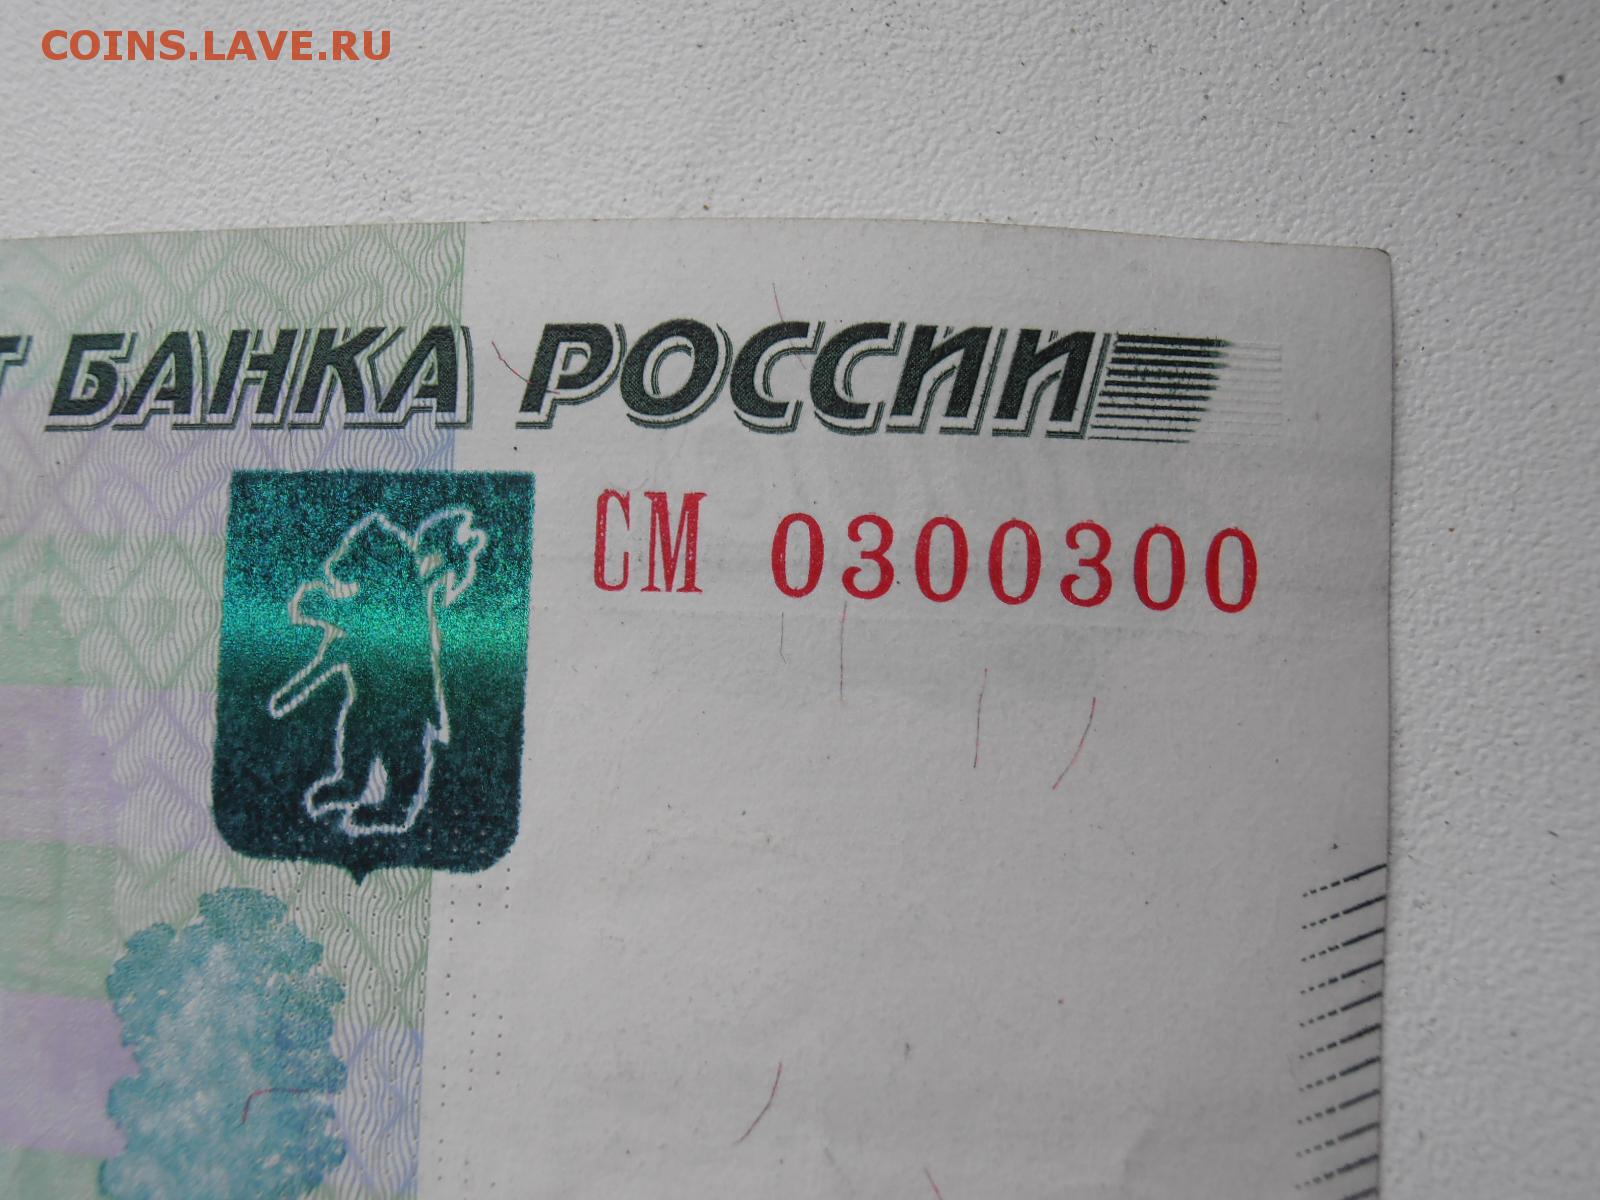 COINS.LAVE.RU
Т БАНКА РОССИИ
СМ 0300300